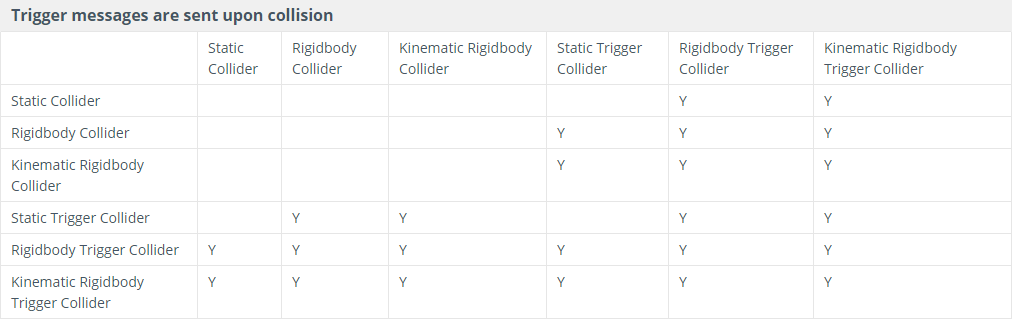 Trigger messages are sent upon collision
Static Collider Rigidbody Collider Kinematic Rigidbody Collider Static Trigger Collider Rigidbody Trigger Collider Kinematic Rigidbody Trigger Collider
Static Collider Y Y
Rigidbody Collider Y Y Y
Kinematic Rigidbody Collider Y Y Y
Static Trigger Collider Y Y Y Y
Rigidbody Trigger Collider Y Y Y Y Y Y
Kinematic Rigidbody Trigger Collider Y Y Y Y Y Y